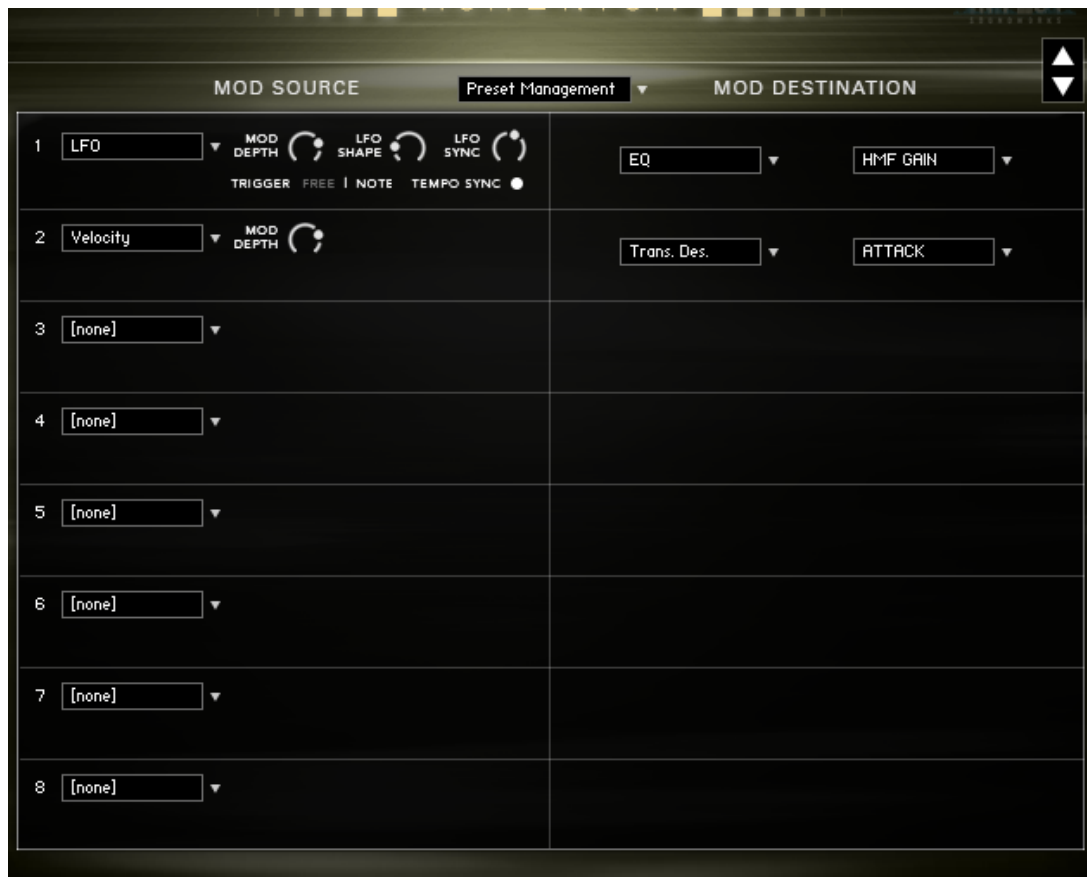 MOD SOURCE Preset Management MOD DESTINATION
1 LFO MOD DEPTH LFO SHAPE LFO SYNC EQ HMF GAIN
TRIGGER FREE | NOTE TEMPO SYNC
2 Velocity MOD DEPTH Trans. Des. ATTACK
3 [none]
4 [none]
5 [none]
6 [none]
7 [none]
8 [none]